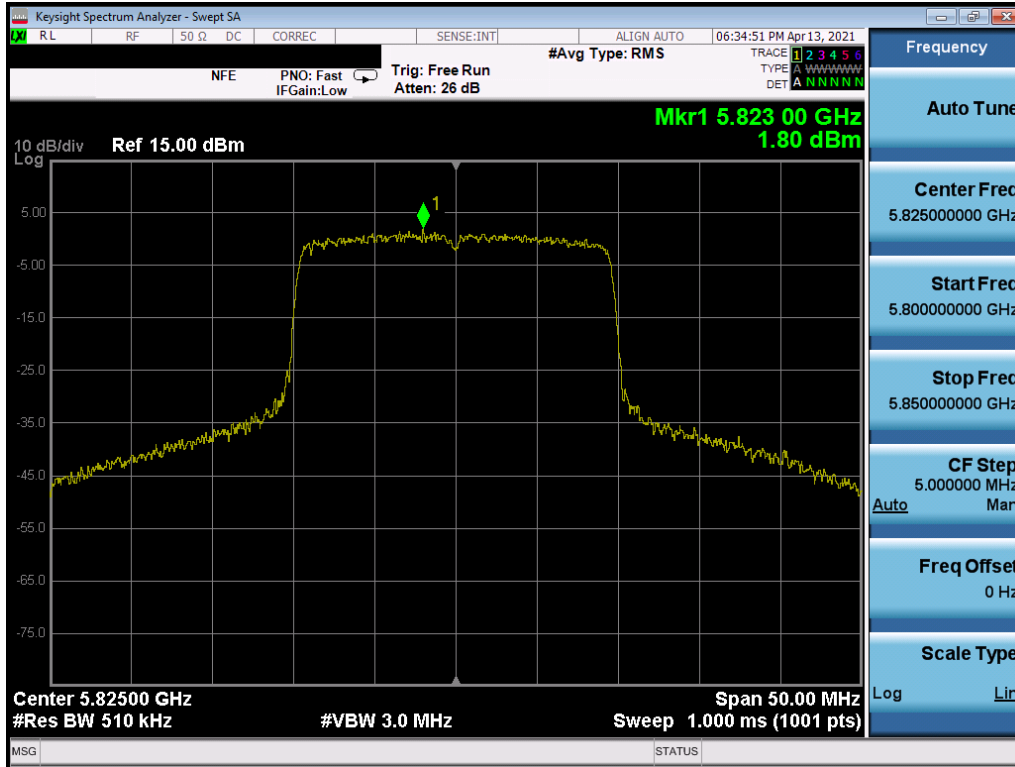 Keysight Spectrum Analyzer - Swept SA
LXI RL RF 50 Ω DC CORREC SENSE:INT ALIGN AUTO 06:34:51 PM Apr 13, 2021
NFE PNO: Fast IFGain:Low Trig: Free Run Atten: 26 dB #Avg Type: RMS
TRACE 1 2 3 4 5 6
TYPE A WWWWW
DET A N N N N N
Mkr1 5.823 00 GHz
1.80 dBm
10 dB/div Ref 15.00 dBm
Log
1
5.00
-5.00
-15.0
-25.0
-35.0
-45.0
-55.0
-65.0
-75.0
Center 5.82500 GHz Span 50.00 MHz
#Res BW 510 kHz #VBW 3.0 MHz Sweep 1.000 ms (1001 pts)
MSG STATUS
Frequency
Auto Tune
Center Freq
5.825000000 GHz
Start Freq
5.800000000 GHz
Stop Freq
5.850000000 GHz
CF Step
5.000000 MHz
Auto Man
Freq Offset
0 Hz
Scale Type
Log Lin